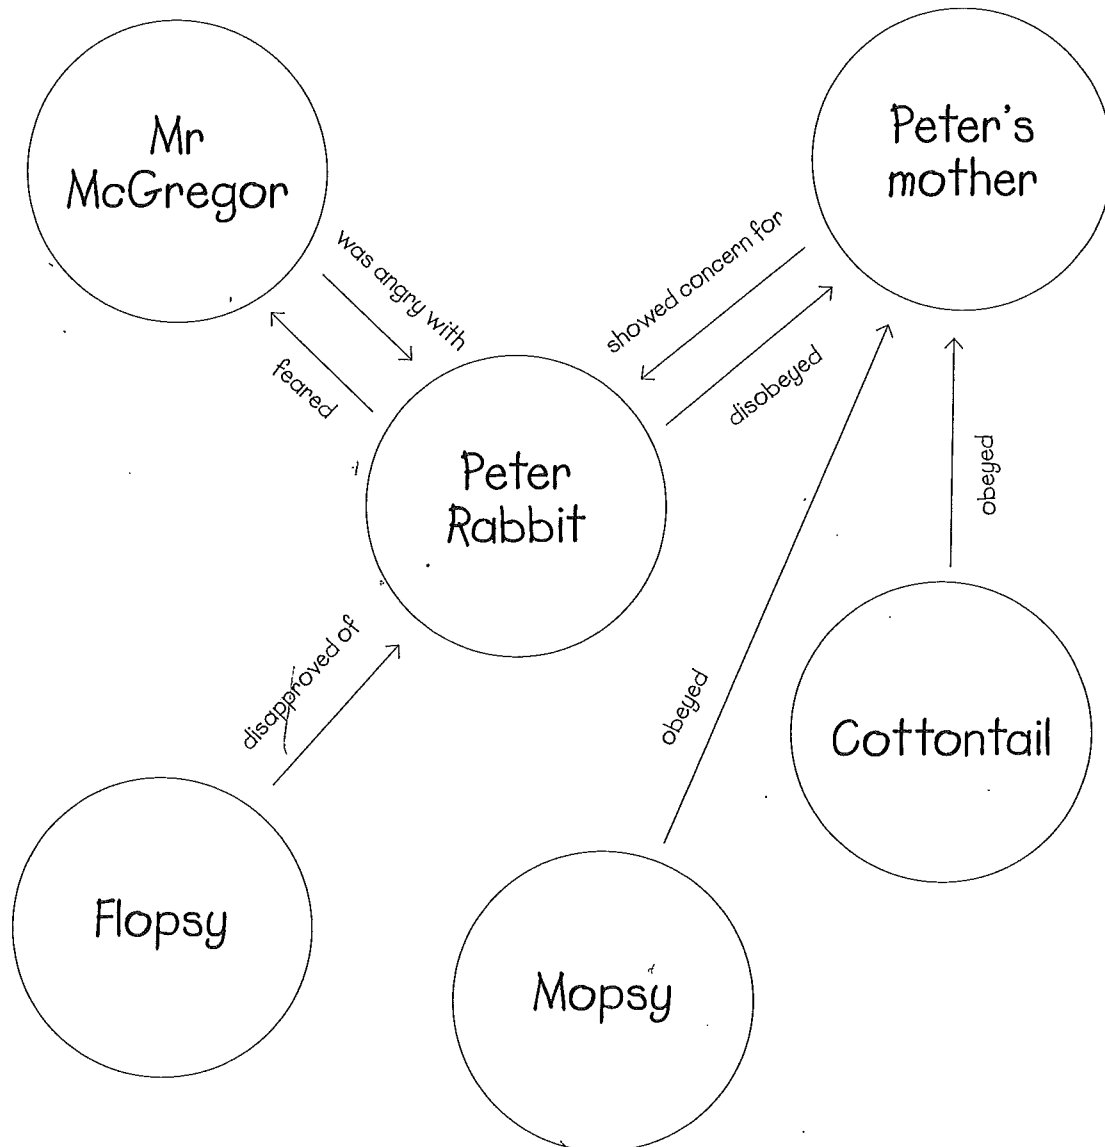 Mr
McGregor
Peter's
mother
was angry with
feared
showed concern for
disobeyed
Peter
Rabbit
obeyed
disapproved of
obeyed
Cottontail
Flopsy
Mopsy